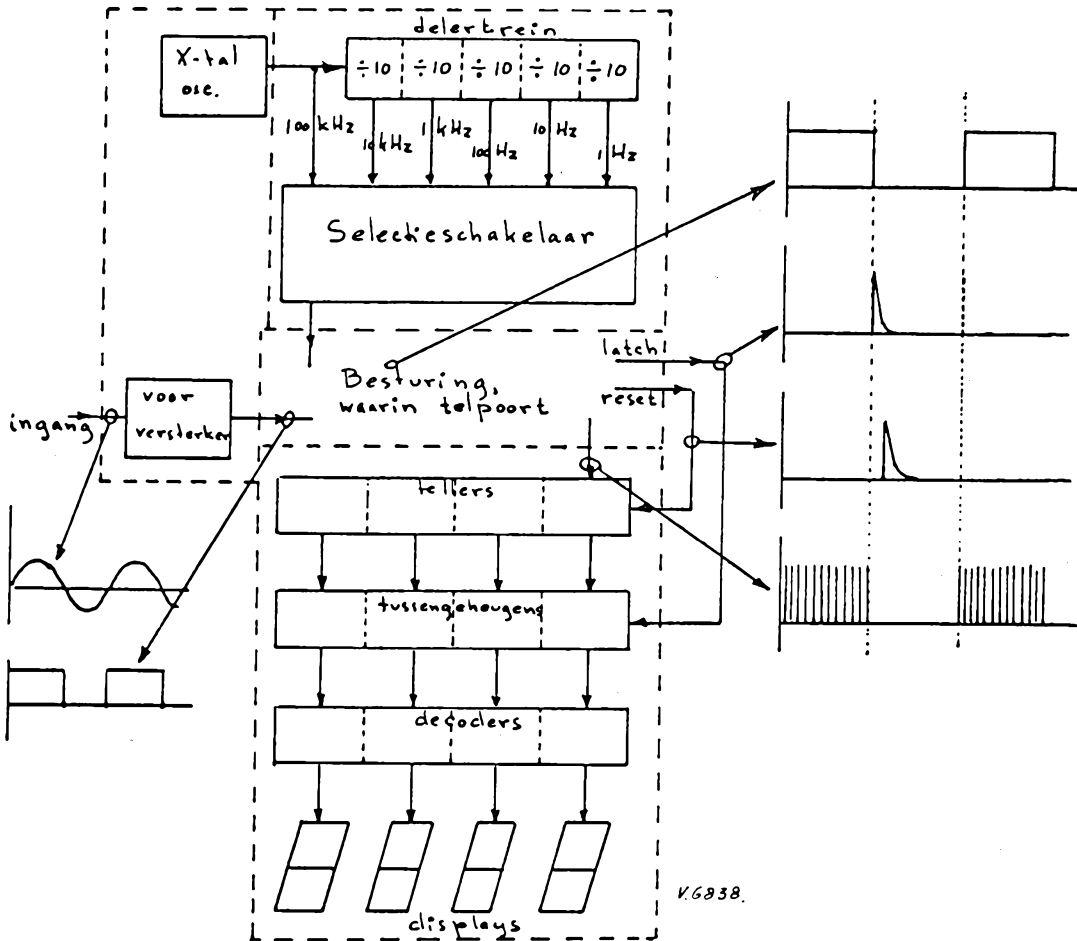 delertrein
X-tal
osc.
÷10 ÷10 ÷10 ÷10 ÷10
100 kHz
10 kHz
1 kHz
100 Hz
10 Hz
1 Hz
Selectieschakelaar
latch
reset
Besturing,
waarin telpoort
ingang
voor
versterker
tellers
tussengeheugens
decoders
displays
V.6838.